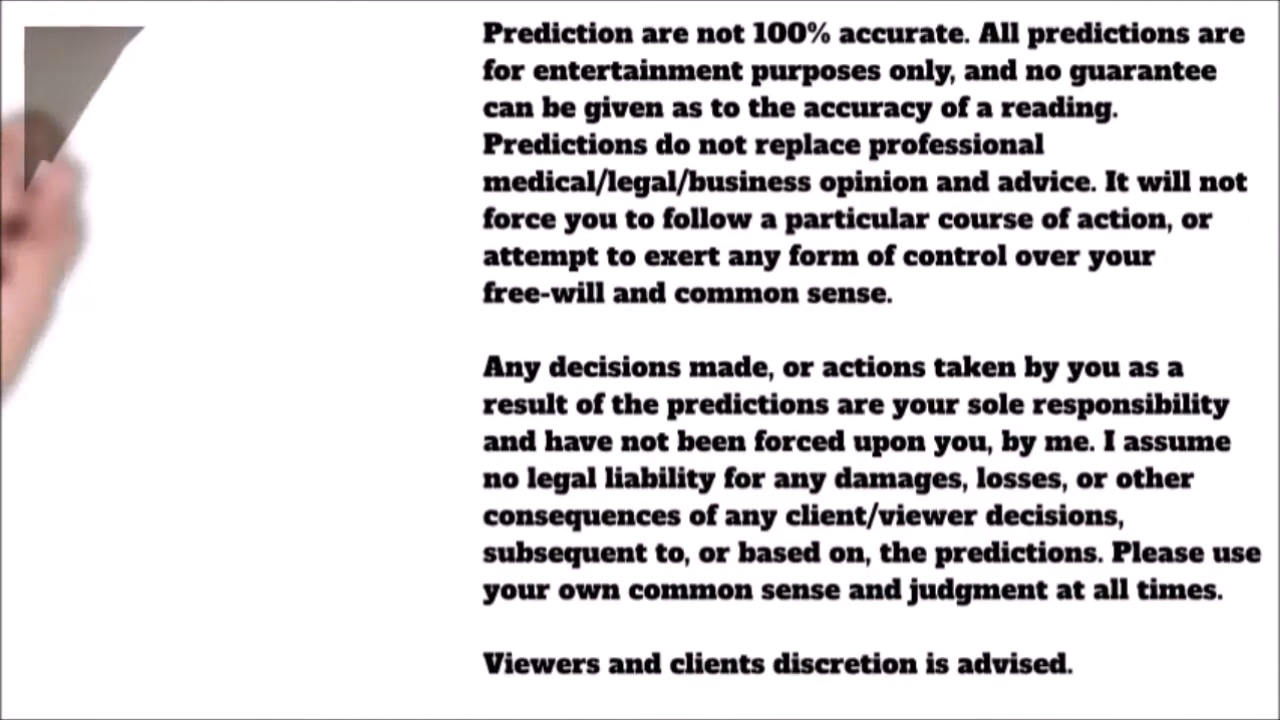 Prediction are not 100% accurate. All predictions are
for entertainment purposes only, and no guarantee
can be given as to the accuracy of a reading.
Predictions do not replace professional
medical/legal/business opinion and advice. It will not
force you to follow a particular course of action, or
attempt to exert any form of control over your
free-will and common sense.
Any decisions made, or actions taken by you as a
result of the predictions are your sole responsibility
and have not been forced upon you, by me. I assume
no legal liability for any damages, losses, or other
consequences of any client/viewer decisions,
subsequent to, or based on, the predictions. Please use
your own common sense and judgment at all times.
Viewers and clients discretion is advised.